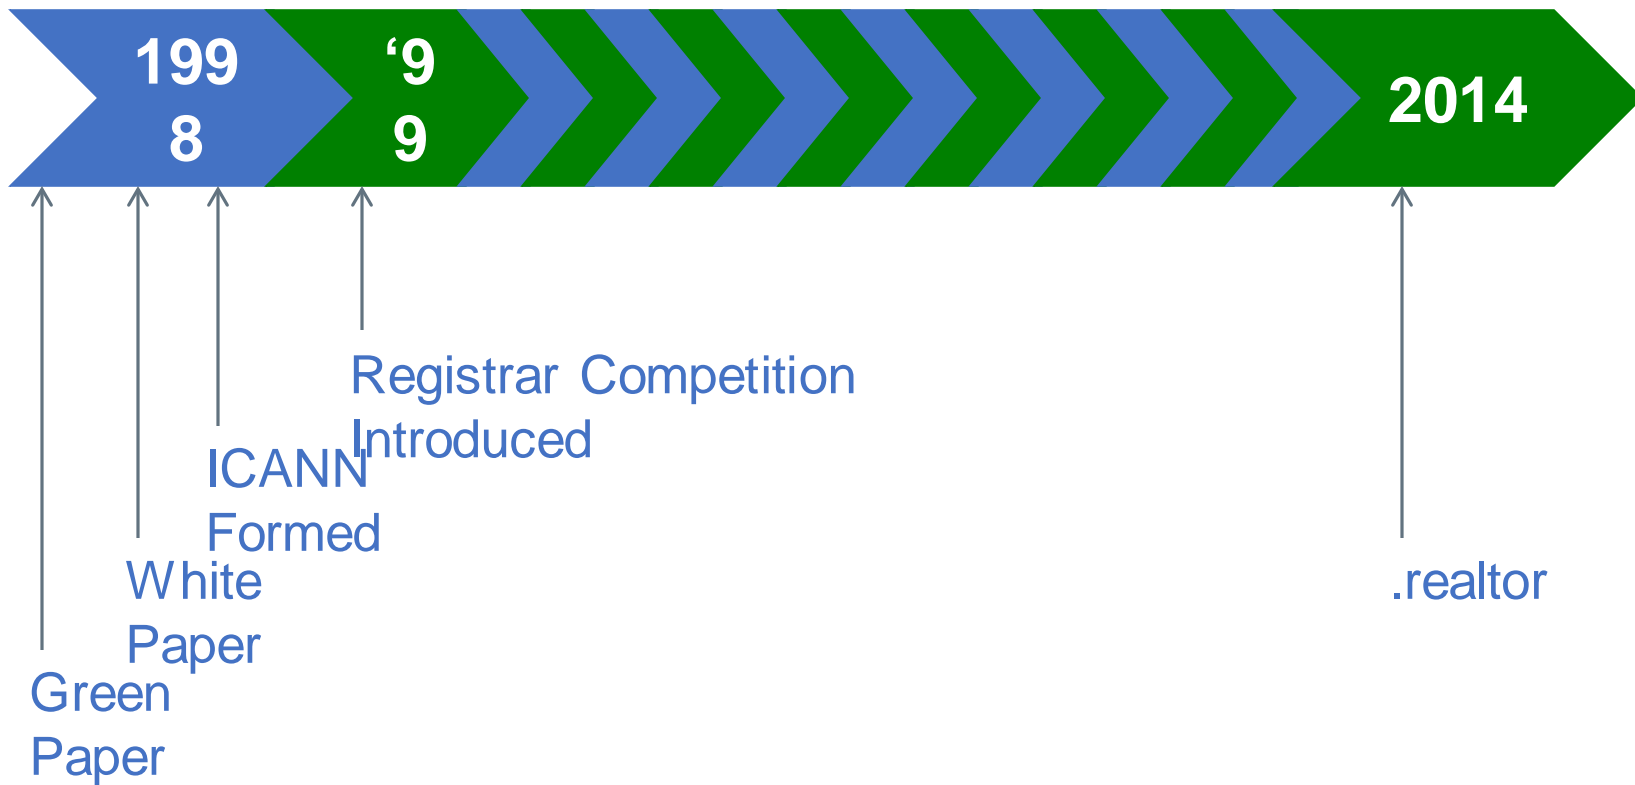 199
8
‘9
9
2014
Registrar Competition
Introduced
ICANN
Formed
White
Paper
.realtor
Green
Paper